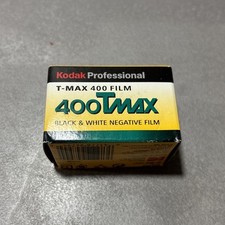 Kodak Professional
T-MAX 400 FILM
400TMAX
BLACK & WHITE NEGATIVE FILM